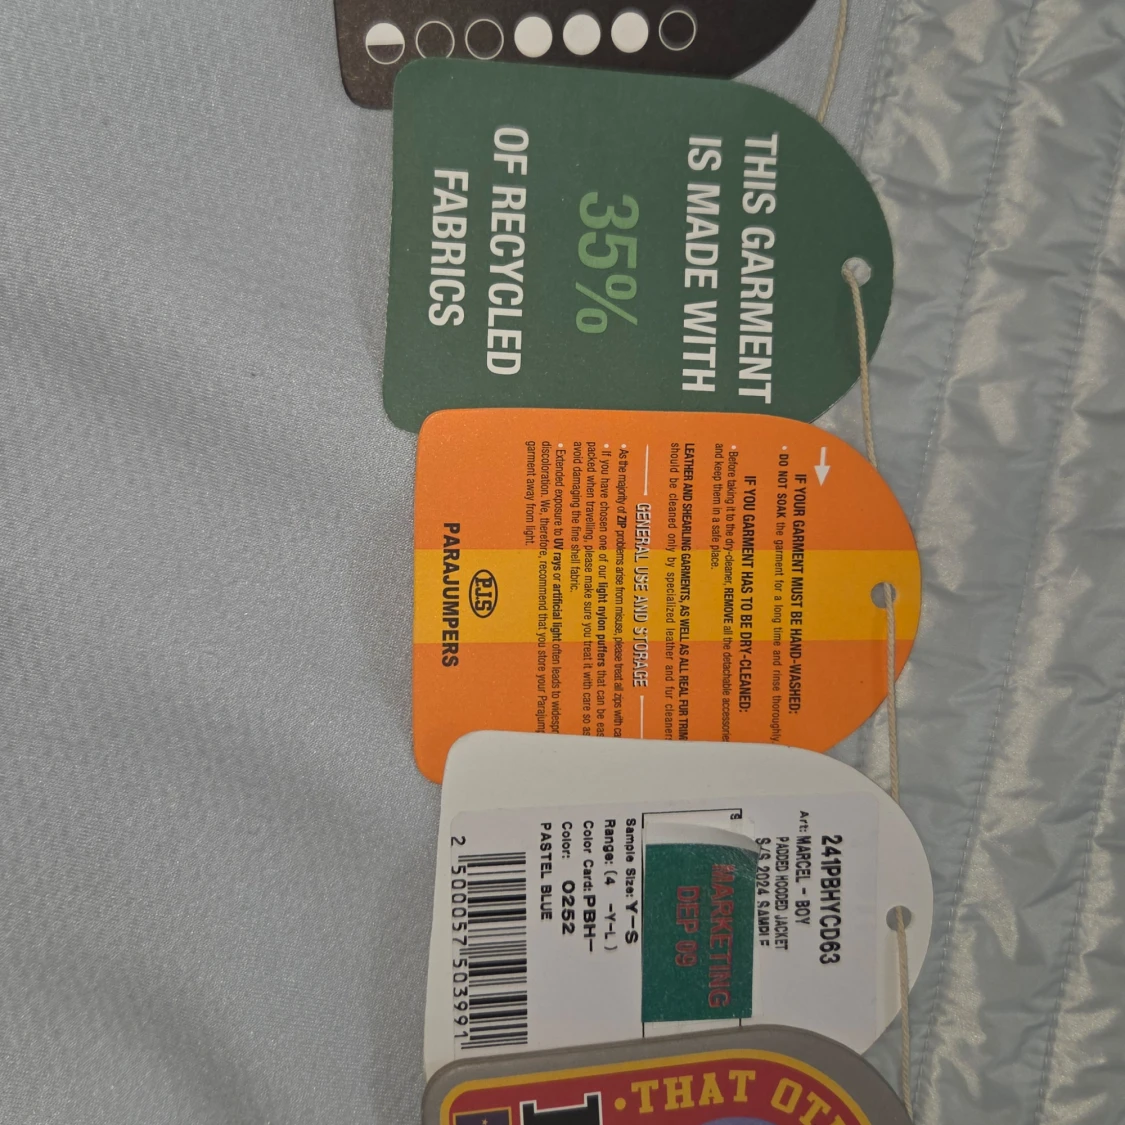 THIS GARMENT
IS MADE WITH
35%
OF RECYCLED
FABRICS
IF YOUR GARMENT MUST BE HAND-WASHED:
• DO NOT SOAK the garment for a long time and rinse thoroughly.
IF YOU GARMENT HAS TO BE DRY-CLEANED:
• Before taking it to the dry-cleaner, REMOVE all the detachable accessories
and keep them in a safe place.
LEATHER AND SHEARLING GARMENTS, AS WELL AS ALL REAL FUR TRIM
should be cleaned only by specialized leather and fur cleaners
GENERAL USE AND STORAGE
• As the majority of ZIP problems arise from misuse, please treat all zips with
• If you have chosen one of our light nylon puffers that can be
packed when travelling, please make sure you treat it with care so as
avoid damaging the fine shell fabric.
• Extended exposure to UV rays or artificial light often leads to
discoloration. We, therefore, recommend that you store your
garment away from light.
P.J.S
PARAJUMPERS
241PBHYCD63
Art: MARCEL - BOY
PADDED HOODED JACKET
S/S 2024 SAMPLE
S
MARKETING
DEP 09
Sample Size: Y-S
Range: (4 -Y-L )
Color Card: PBH-
Color: 0252
PASTEL BLUE
2 500057 503991
• THAT